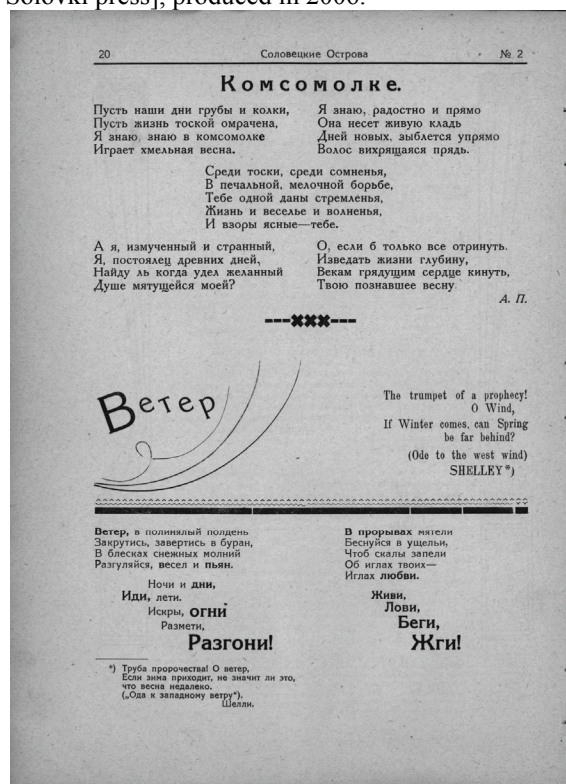 Solovki press], produced in 2006.
20 Соловецкие Острова № 2
Комсомолке.
Пусть наши дни грубы и колки,
Пусть жизнь тоской омрачена,
Я знаю, знаю в комсомолке
Играет хмельная весна.
Я знаю, радостно и прямо
Она несет живую кладь
Дней новых, зыблется упрямо
Волос вихрящаяся прядь.
Среди тоски, среди сомненья,
В печальной, мелочной борьбе,
Тебе одной даны стремленья,
Жизнь и веселье и волненья,
И взоры ясные—тебе.
А я, измученный и странный,
Я, постоялец древних дней,
Найду ль когда удел желанный
Душе мятущейся моей?
О, если б только все отринуть.
Изведать жизни глубину,
Векам грядущим сердце кинуть,
Твою познавшее весну
А. П.
Ветер
The trumpet of a prophecy!
O Wind,
If Winter comes, can Spring
be far behind?
(Ode to the west wind)
SHELLEY *)
Ветер, в полинялый полдень
Закрутись, завертись в буран,
В блесках снежных молний
Разгуляйся, весел и пьян.
Ночи и дни,
Иди, лети.
Искры, огни
Размети,
Разгони!
В прорывах мятели
Беснуйся в ущельи,
Чтоб скалы запели
Об иглах твоих—
Иглах любви.
Живи,
Лови,
Беги,
Жги!
*) Труба пророчества! О ветер,
Если зима приходит, не значит ли это,
что весна недалеко.
(„Ода к западному ветру").
Шелли.